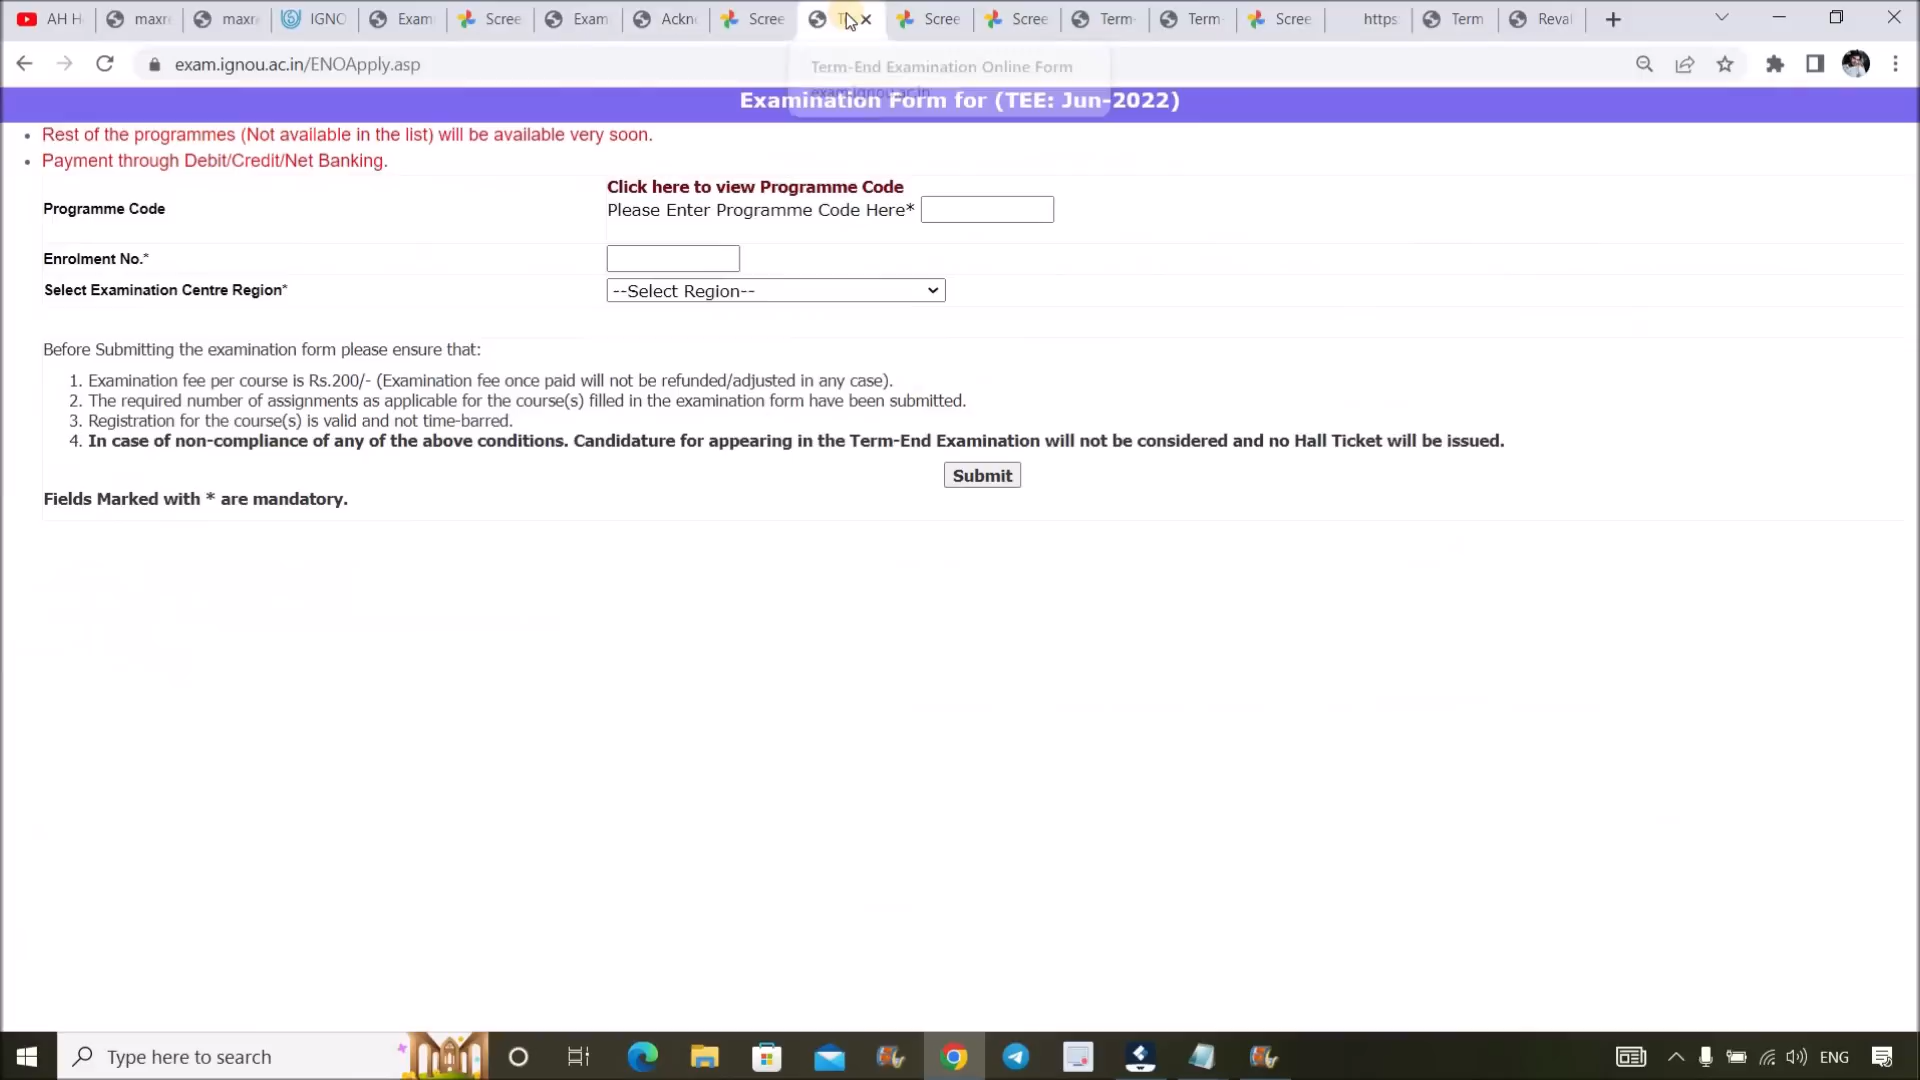 AH H
maxr
maxr
IGNO
Exam
Scree
Exam
Ackn
Scree
T
Scree
Scree
Term-
Term
Scree
https
Term
Reval
exam.ignou.ac.in/ENOApply.asp
Term-End Examination Online Form
exam.ignou.ac.in
Examination Form for (TEE: Jun-2022)
• Rest of the programmes (Not available in the list) will be available very soon.
• Payment through Debit/Credit/Net Banking.
Click here to view Programme Code
Programme Code
Please Enter Programme Code Here*
Enrolment No.*
Select Examination Centre Region*
--Select Region--
Before Submitting the examination form please ensure that:
1. Examination fee per course is Rs.200/- (Examination fee once paid will not be refunded/adjusted in any case).
2. The required number of assignments as applicable for the course(s) filled in the examination form have been submitted.
3. Registration for the course(s) is valid and not time-barred.
4. In case of non-compliance of any of the above conditions. Candidature for appearing in the Term-End Examination will not be considered and no Hall Ticket will be issued.
Submit
Fields Marked with * are mandatory.
Type here to search
ENG